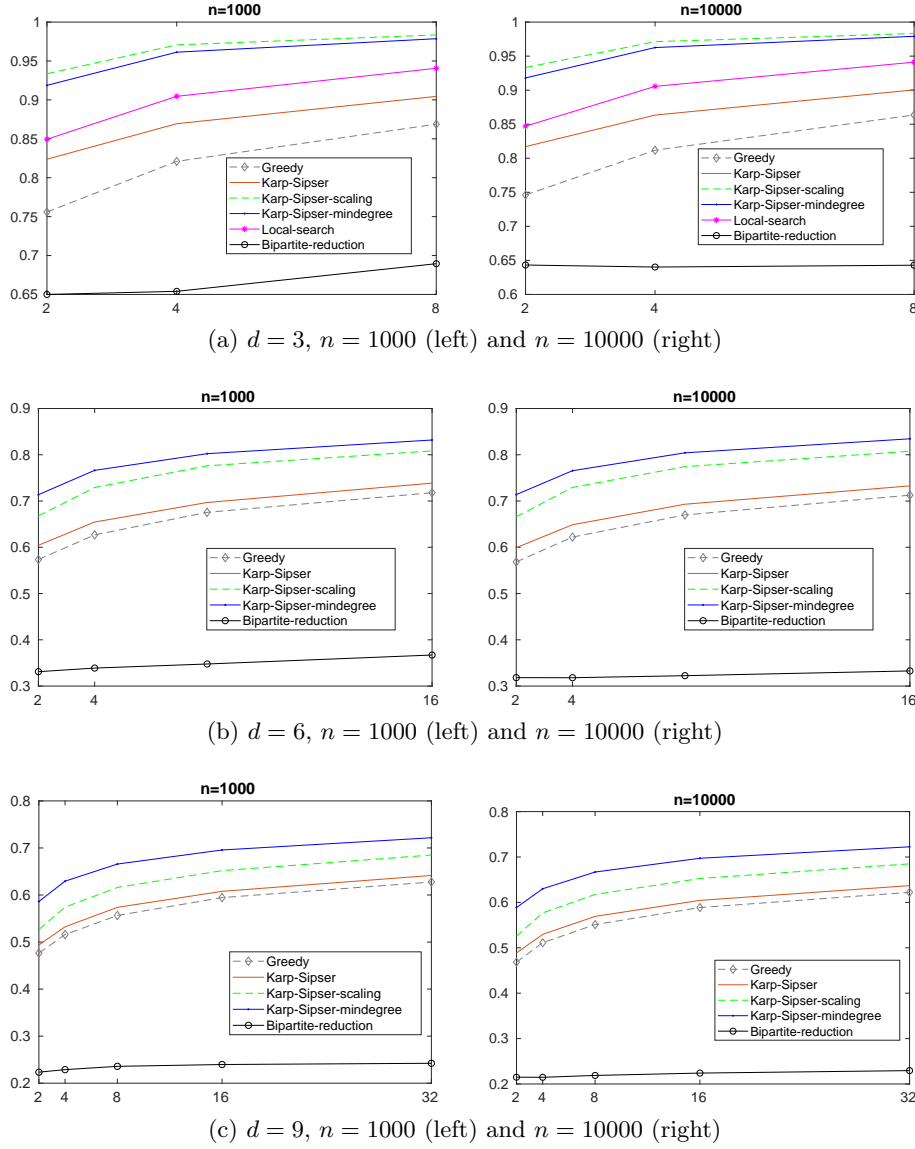 n=1000
1
0.95
0.9
0.85
0.8
0.75
0.7
0.65
2
4
8
Greedy
Karp-Sipser
Karp-Sipser-scaling
Karp-Sipser-mindegree
Local-search
Bipartite-reduction
n=10000
1
0.95
0.9
0.85
0.8
0.75
0.7
0.65
0.6
2
4
8
Greedy
Karp-Sipser
Karp-Sipser-scaling
Karp-Sipser-mindegree
Local-search
Bipartite-reduction
(a) d = 3, n = 1000 (left) and n = 10000 (right)
n=1000
0.9
0.8
0.7
0.6
0.5
0.4
0.3
2
4
16
Greedy
Karp-Sipser
Karp-Sipser-scaling
Karp-Sipser-mindegree
Bipartite-reduction
n=10000
0.9
0.8
0.7
0.6
0.5
0.4
0.3
2
4
16
Greedy
Karp-Sipser
Karp-Sipser-scaling
Karp-Sipser-mindegree
Bipartite-reduction
(b) d = 6, n = 1000 (left) and n = 10000 (right)
n=1000
0.8
0.7
0.6
0.5
0.4
0.3
0.2
2
4
8
16
32
Greedy
Karp-Sipser
Karp-Sipser-scaling
Karp-Sipser-mindegree
Bipartite-reduction
n=10000
0.8
0.7
0.6
0.5
0.4
0.3
0.2
2
4
8
16
32
Greedy
Karp-Sipser
Karp-Sipser-scaling
Karp-Sipser-mindegree
Bipartite-reduction
(c) d = 9, n = 1000 (left) and n = 10000 (right)